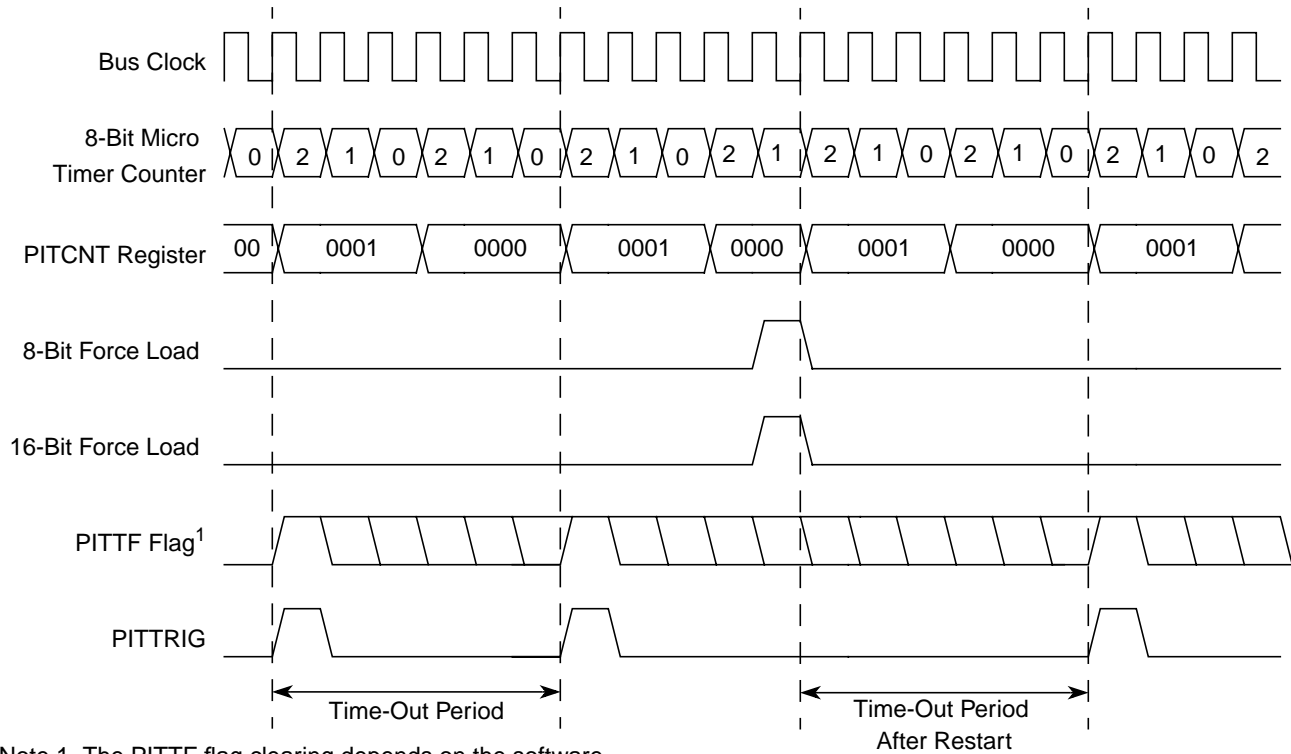 Bus Clock
8-Bit Micro
Timer Counter
0 2 1 0 2 1 0 2 1 0 2 1 2 1 0 2 1 0 2 1 0 2
PITCNT Register
00 0001 0000 0001 0000 0001 0000 0001
8-Bit Force Load
16-Bit Force Load
PITTF Flag1
PITTRIG
Time-Out Period
Time-Out Period
After Restart
Note 1. The PITTF flag clearing depends on the software